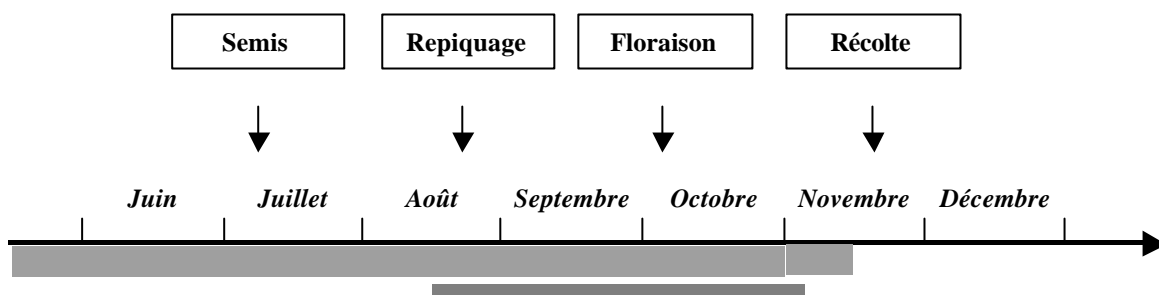 Semis Repiquage Floraison Récolte
Juin Juillet Août Septembre Octobre Novembre Décembre